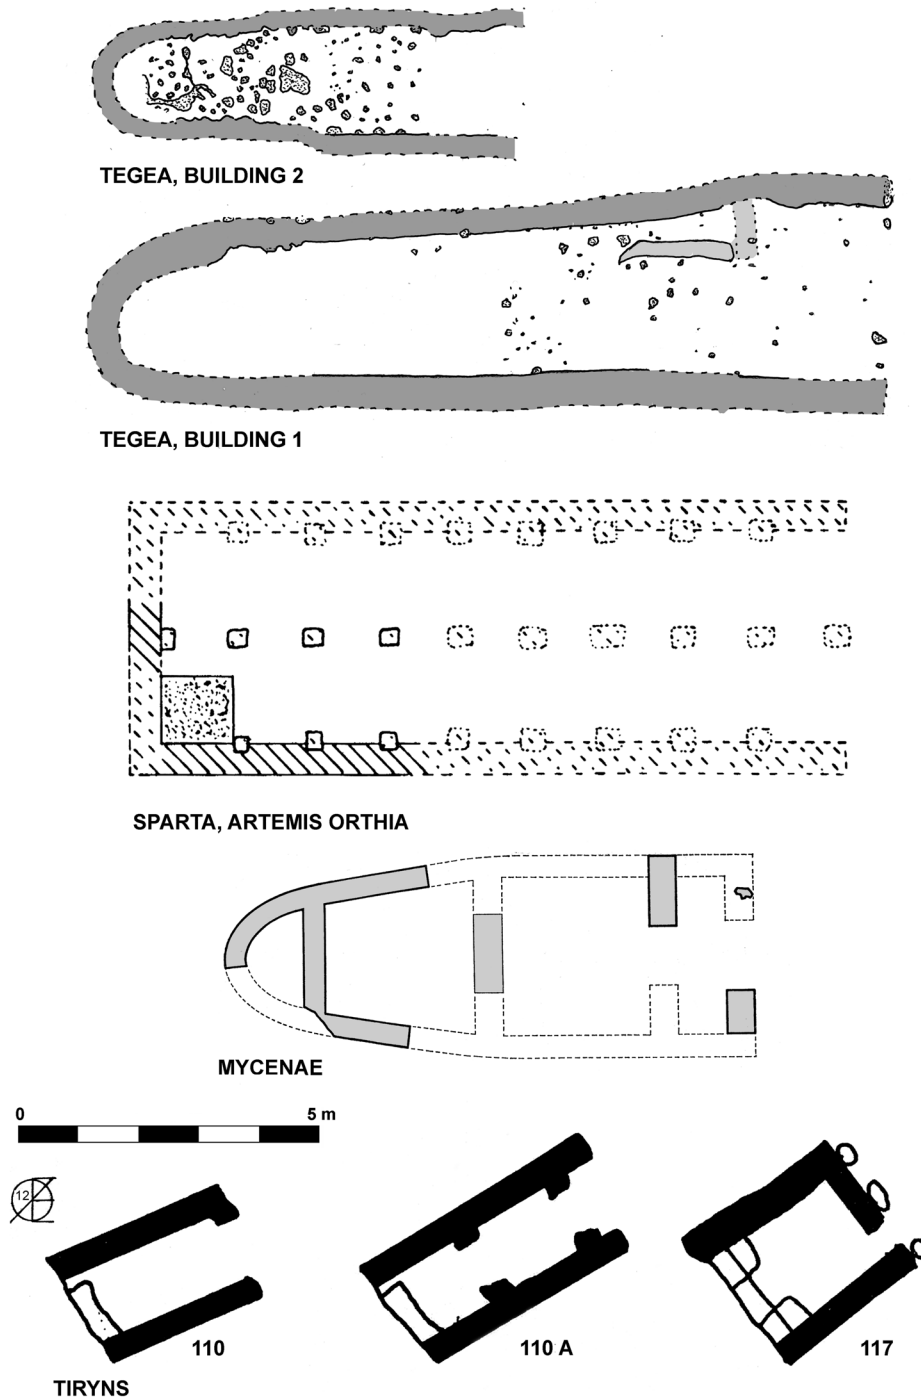 TEGEA, BUILDING 2
TEGEA, BUILDING 1
SPARTA, ARTEMIS ORTHIA
MYCENAE
0 5 m
12
110 110 A 117
TIRYNS